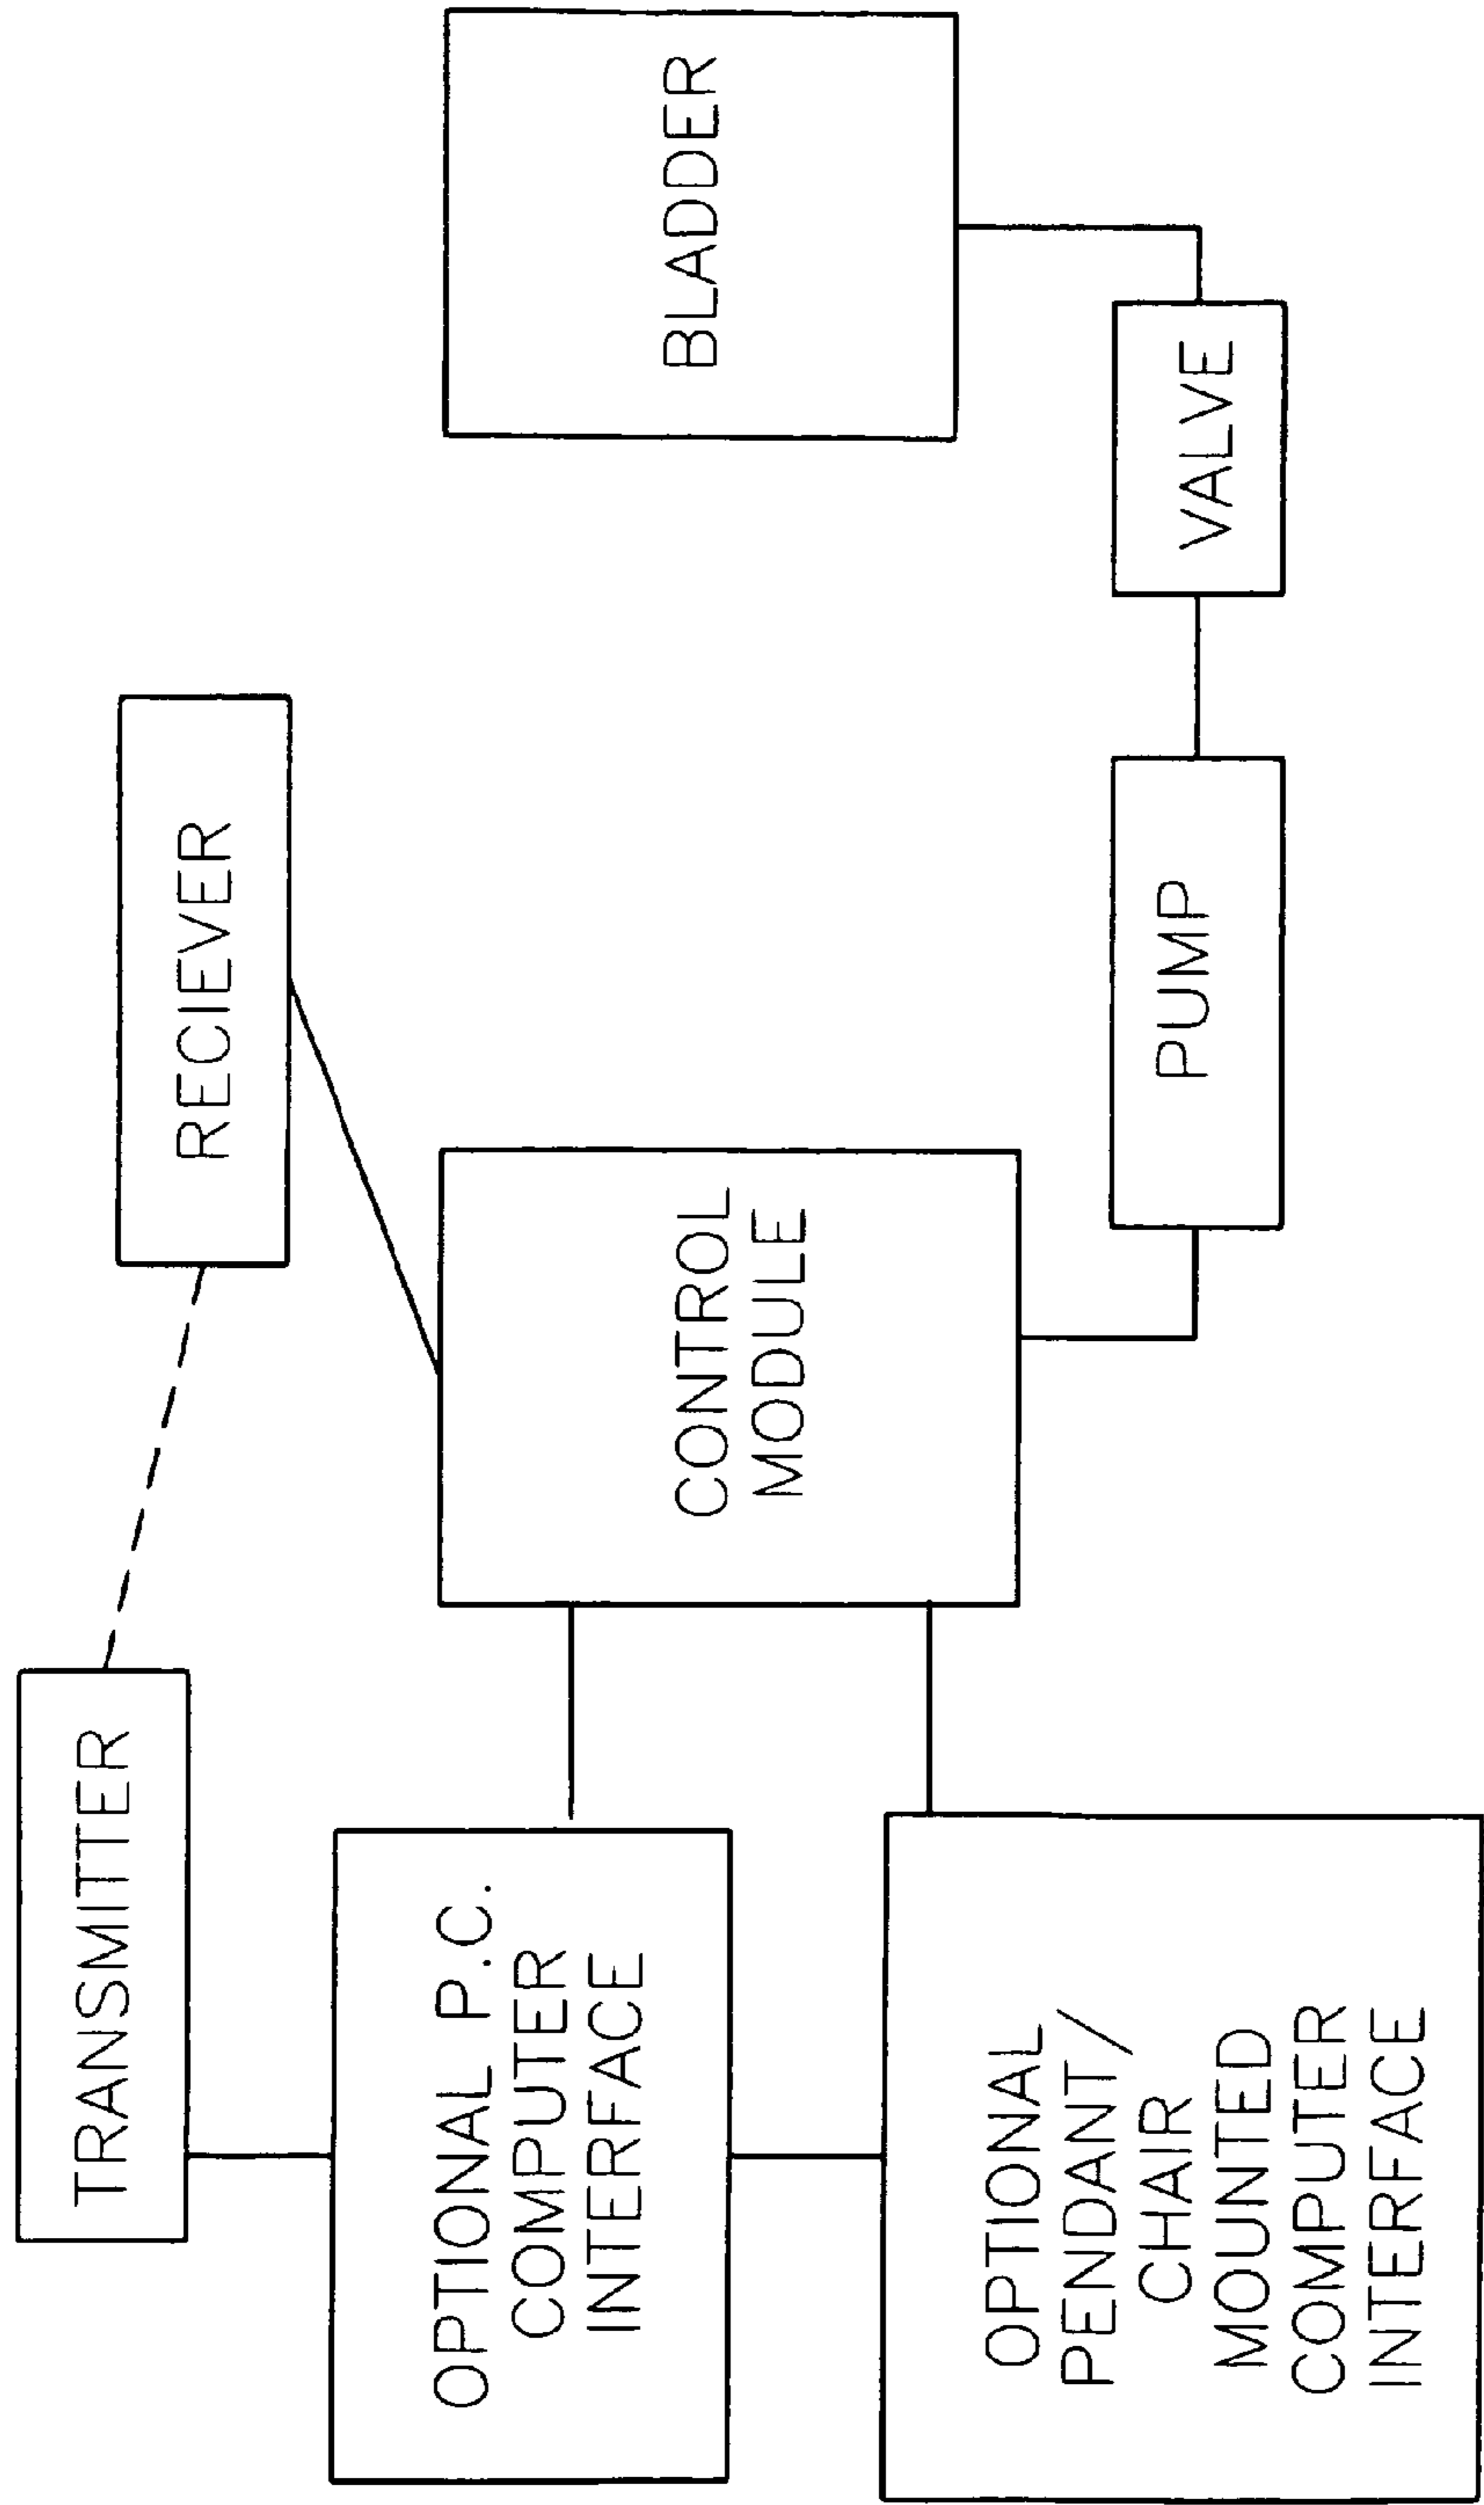 TRANSMITTER
RECIEVER
OPTIONAL P.C.
COMPUTER
INTERFACE
CONTROL
MODULE
BLADDER
OPTIONAL
PENDANT/
CHAIR
MOUNTED
COMPUTER
INTERFACE
PUMP
VALVE